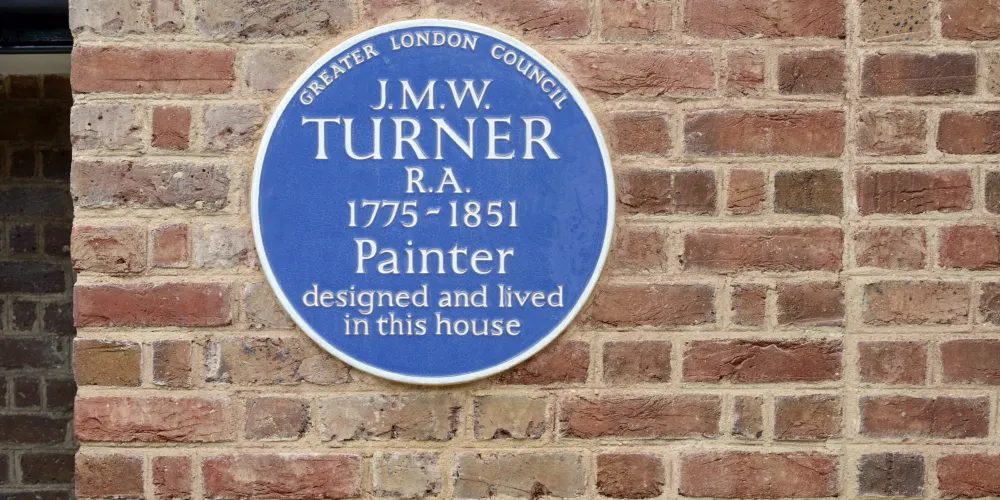 GREATER LONDON COUNCIL
J.M.W.
TURNER
R.A.
1775-1851
Painter
designed and lived
in this house